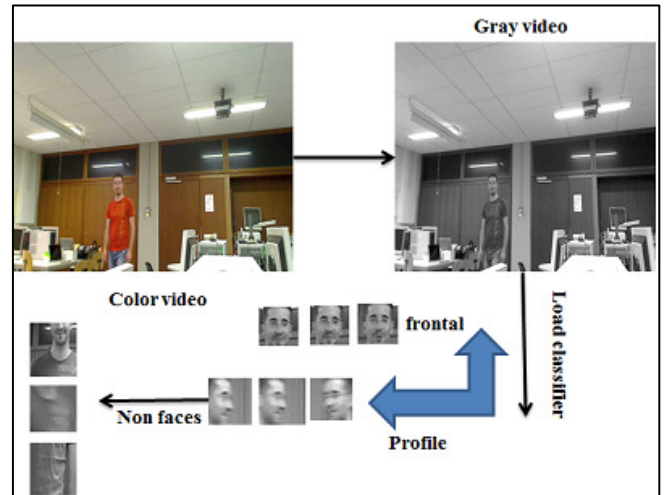 Gray video
Color video
frontal
Load classifier
Non faces
Profile